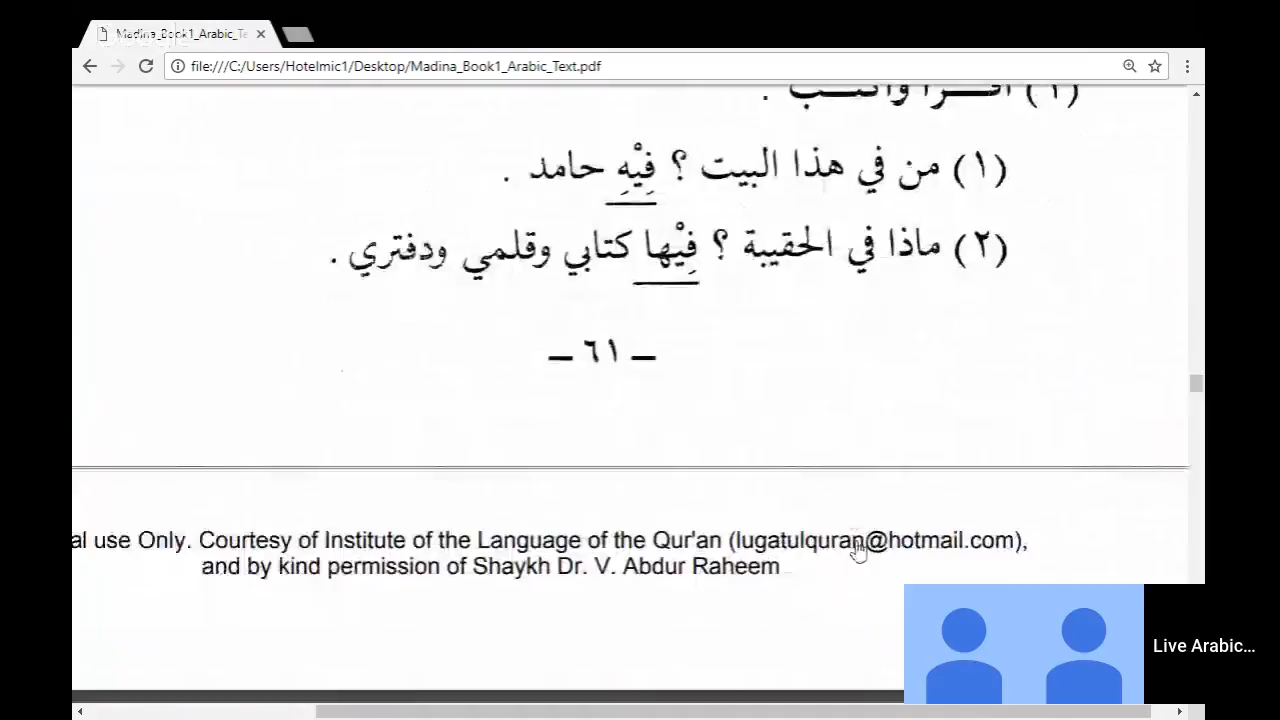 Madina_Book1_Arabic_Te
file:///C:/Users/Hotelmic1/Desktop/Madina_Book1_Arabic_Text.pdf
(١) من في هذا البيت ؟ فِيْهِ حامد .
(٢) ماذا في الحقيبة ؟ فِيْها كتابي وقلمي ودفتري .
– ٦١ –
al use Only. Courtesy of Institute of the Language of the Qur'an (lugatulquran@hotmail.com),
and by kind permission of Shaykh Dr. V. Abdur Raheem
Live Arabic...